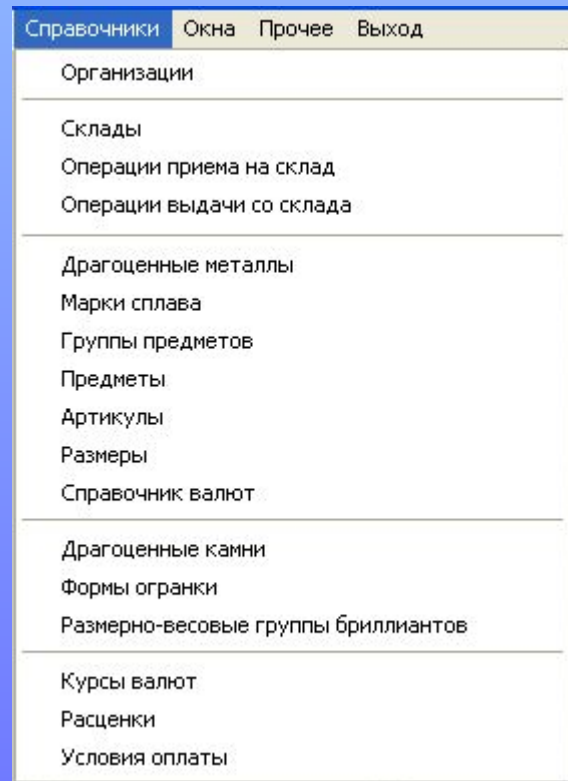 Справочники Окна Прочее Выход
Организации
Склады
Операции приема на склад
Операции выдачи со склада
Драгоценные металлы
Марки сплава
Группы предметов
Предметы
Артикулы
Размеры
Справочник валют
Драгоценные камни
Формы огранки
Размерно-весовые группы бриллиантов
Курсы валют
Расценки
Условия оплаты